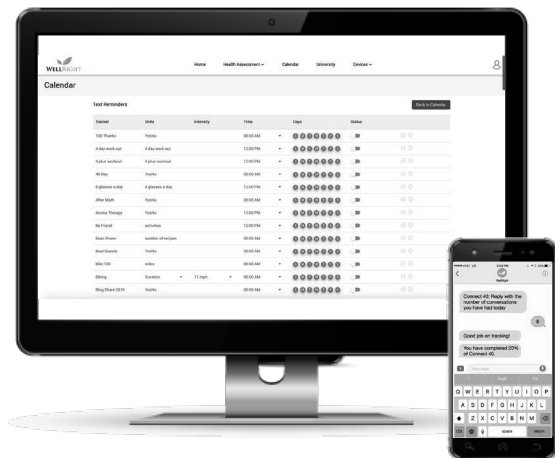 WELLRIGHT
Home Health Assessment Calendar University Devices
Calendar
Text Reminders
Back to Calendar
Tracker Units Intensity Time Days Status
100 Thanks Yes/No 08:00 AM S M T W T F S
4 day work out 4 day work out 12:00 PM S M T W T F S
4 plus workout 4 plus workout 12:00 PM S M T W T F S
40 Day Yes/No 08:00 AM S M T W T F S
8 glasses a day 8 glasses a day 12:00 PM S M T W T F S
After Math Yes/No 08:00 AM S M T W T F S
Aroma Therapy Yes/No 12:00 PM S M T W T F S
Be Friend activities 12:00 PM S M T W T F S
Bean Power number of recipes 08:00 AM S M T W T F S
Beat Sweets Yes/No 08:00 AM S M T W T F S
Bike 100 miles 08:00 AM S M T W T F S
Biking Duration 11 mph 08:00 AM S M T W T F S
Blog Share 2019 Yes/No 08:00 AM S M T W T F S
WellRight
Connect 40: Reply with the
number of conversations
you have had today
8
Good job on tracking!
You have completed 20%
of Connect 40.
Q W E R T Y U I O P
A S D F G H J K L
Z X C V B N M
123 space return